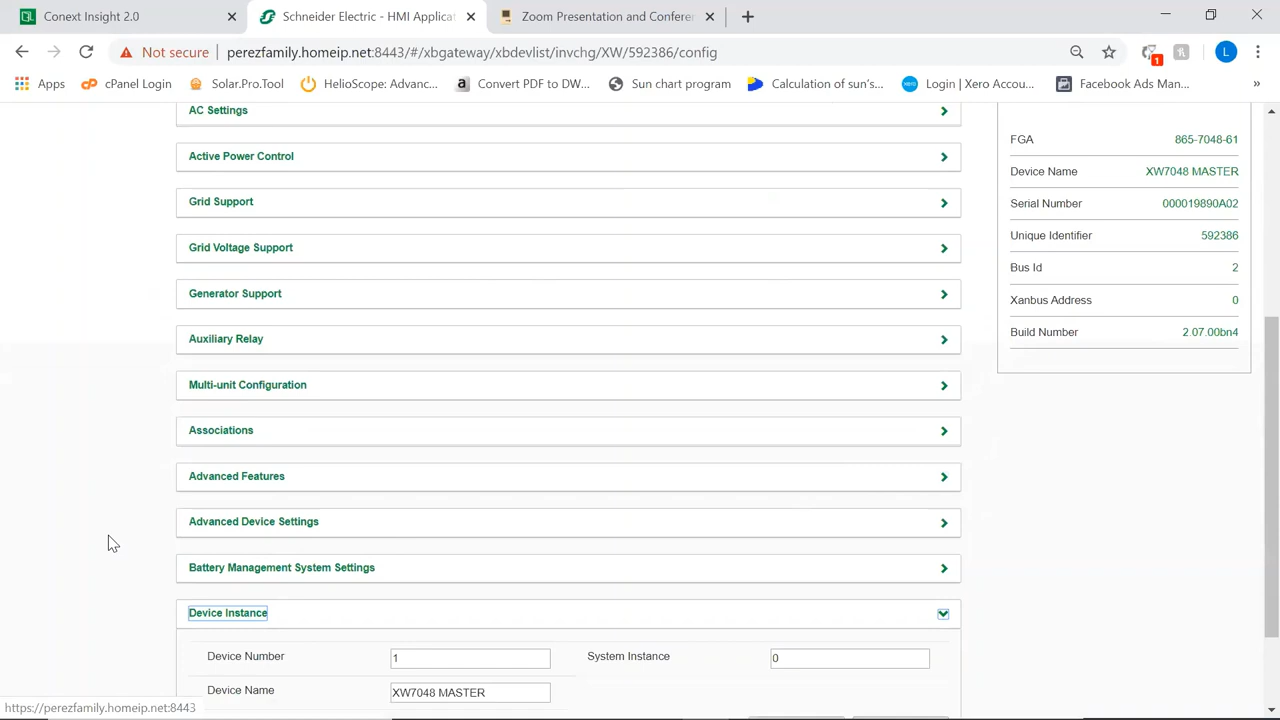 Conext Insight 2.0
Schneider Electric - HMI Applicat
Zoom Presentation and Conferen
Not secure
perezfamily.homeip.net:8443/#/xbgateway/xbdevlist/invchg/XW/592386/config
1
L
Apps
cPanel Login
Solar.Pro.Tool
HelioScope: Advanc...
Convert PDF to DW...
Sun chart program
Calculation of sun's...
Login | Xero Accou...
Facebook Ads Man...
»
AC Settings
Active Power Control
Grid Support
Grid Voltage Support
Generator Support
Auxiliary Relay
Multi-unit Configuration
Associations
Advanced Features
Advanced Device Settings
Battery Management System Settings
Device Instance
Device Number 1 System Instance 0
Device Name XW7048 MASTER
FGA 865-7048-61
Device Name XW7048 MASTER
Serial Number 000019890A02
Unique Identifier 592386
Bus Id 2
Xanbus Address 0
Build Number 2.07.00bn4
https://perezfamily.homeip.net:8443